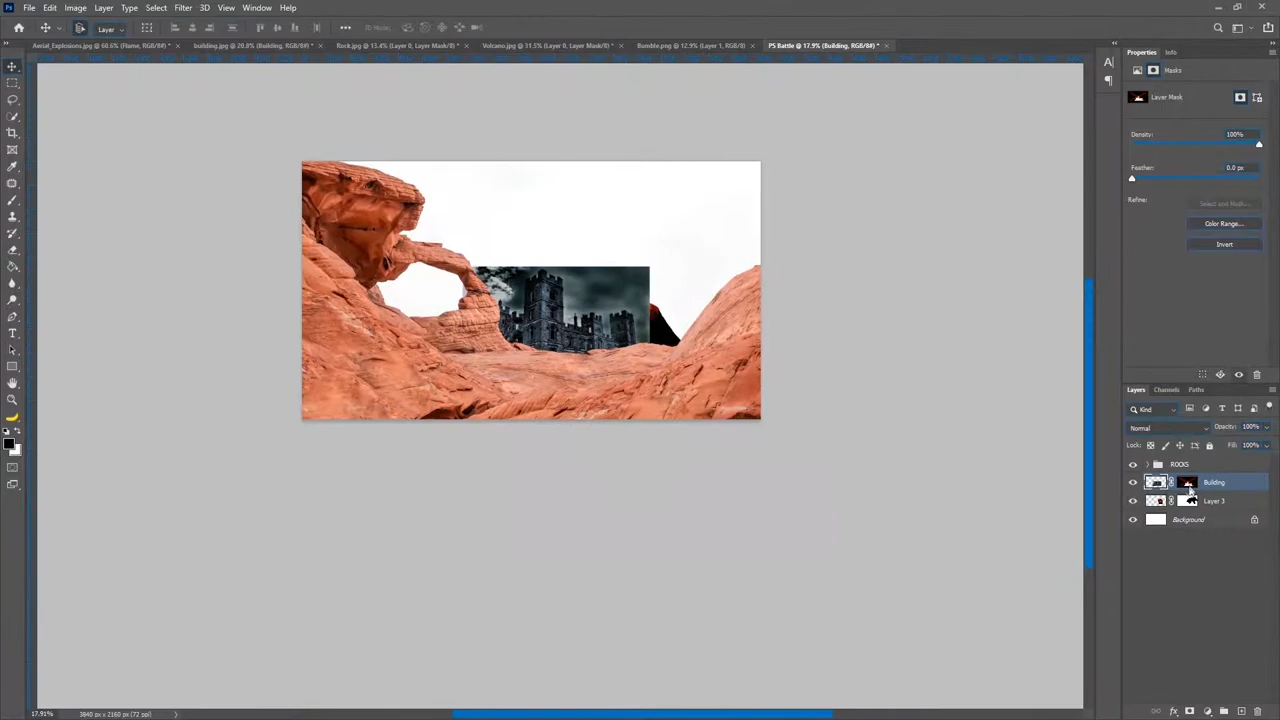 Ps File Edit Image Layer Type Select Filter 3D View Window Help
Layer 3D Mode:
Aerial_Explosions.jpg @ 60.6% (Flame, RGB/8#) * × building.jpg @ 20.8% (Building, RGB/8#) * × Rock.jpg @ 13.4% (Layer 0, Layer Mask/8) * × Volcano.jpg @ 31.5% (Layer 0, Layer Mask/8) * × Bumble.png @ 12.9% (Layer 1, RGB/8) × PS Battle @ 17.9% (Building, RGB/8#) * ×
Properties Info
Masks
Layer Mask
Density: 100%
Feather: 0.0 px
Refine: Select and Mask...
Color Range...
Invert
Layers Channels Paths
Kind
Normal Opacity: 100%
Lock: Fill: 100%
ROCKS
Building
Layer 3
Background
17.91% 3840 px x 2160 px (72 ppi)